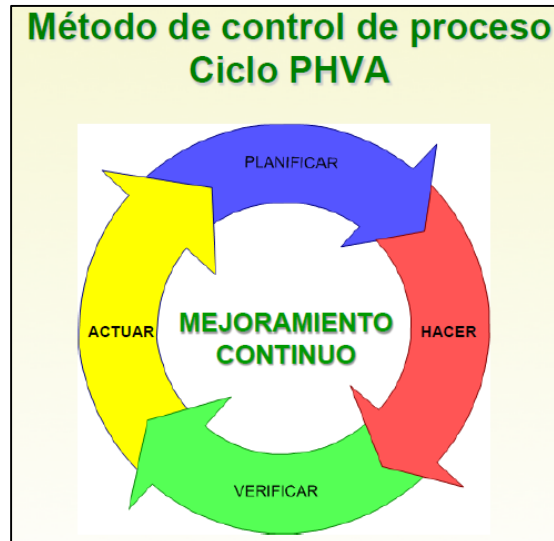 Método de control de proceso
Ciclo PHVA
PLANIFICAR
ACTUAR
MEJORAMIENTO
CONTINUO
HACER
VERIFICAR